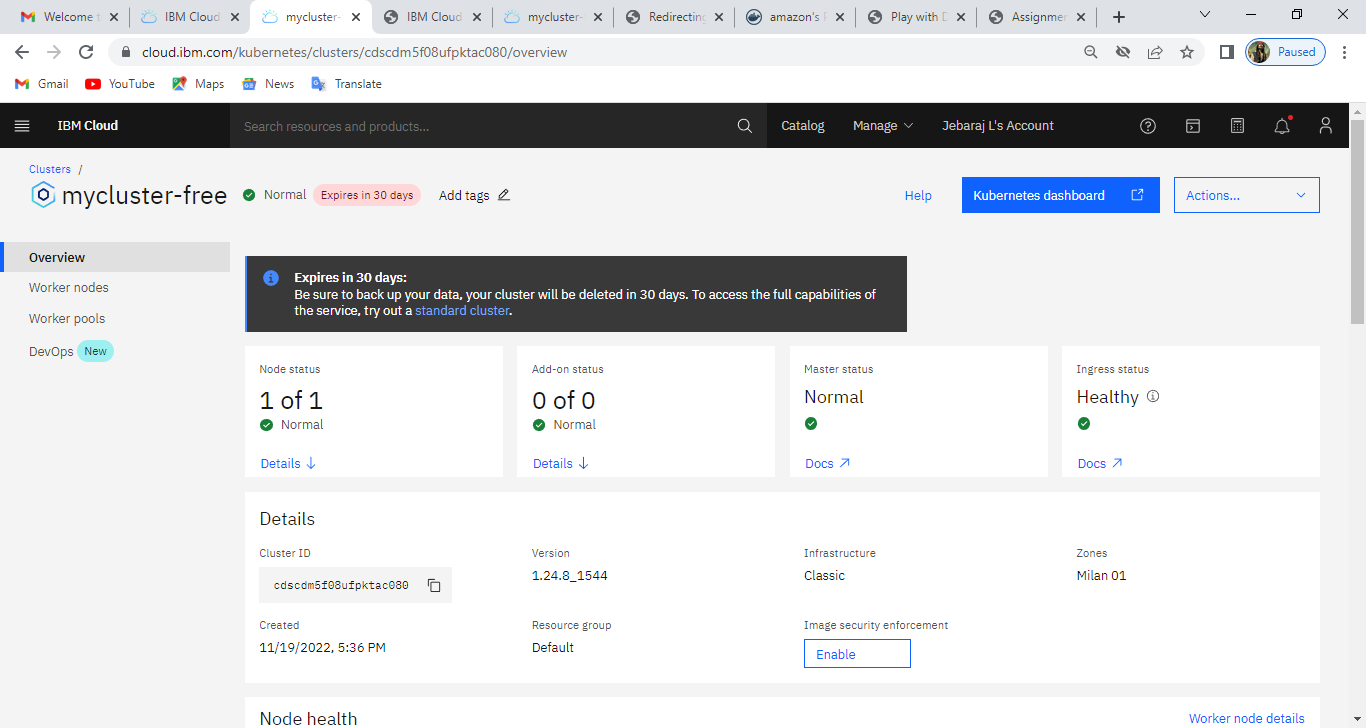 Welcome t
IBM Cloud
mycluster-
IBM Cloud
mycluster-
Redirecting
amazon's
Play with D
Assignmen
cloud.ibm.com/kubernetes/clusters/cdscdm5f08ufpktac080/overview
Paused
Gmail
YouTube
Maps
News
Translate
IBM Cloud
Search resources and products...
Catalog
Manage
Jebaraj L's Account
Clusters /
mycluster-free
Normal
Expires in 30 days
Add tags
Help
Kubernetes dashboard
Actions...
Overview
Worker nodes
Worker pools
DevOps New
Expires in 30 days:
Be sure to back up your data, your cluster will be deleted in 30 days. To access the full capabilities of
the service, try out a standard cluster.
Node status
1 of 1
Normal
Details
Add-on status
0 of 0
Normal
Details
Master status
Normal
Docs
Ingress status
Healthy
Docs
Details
Cluster ID
cdscdm5f08ufpktac080
Version
1.24.8_1544
Infrastructure
Classic
Zones
Milan 01
Created
11/19/2022, 5:36 PM
Resource group
Default
Image security enforcement
Enable
Node health
Worker node details